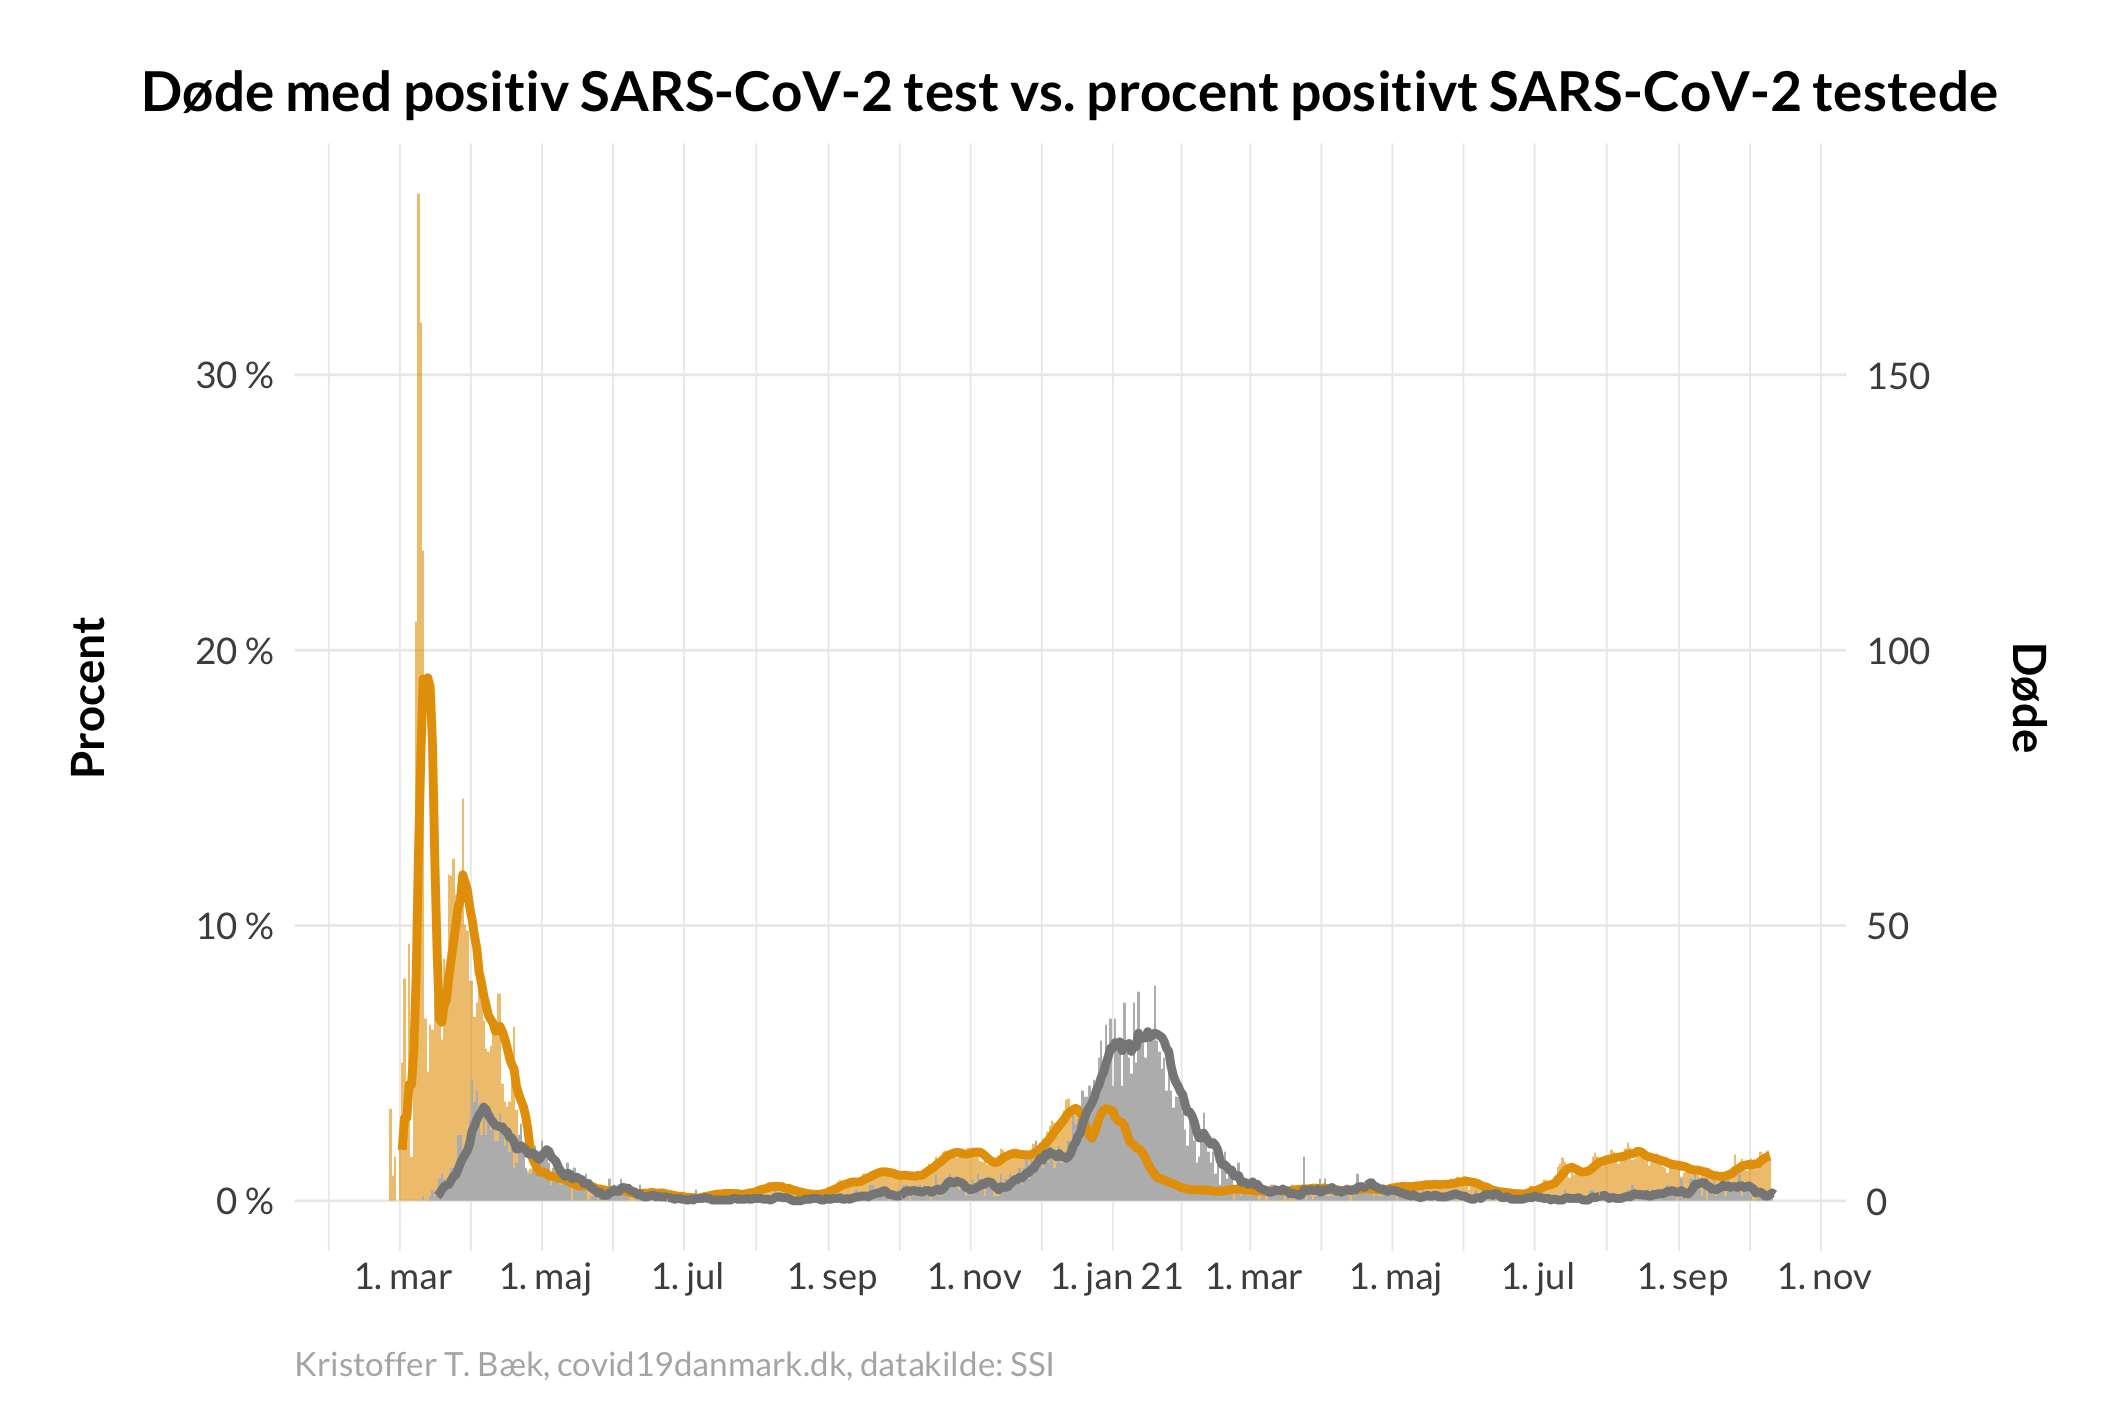 Døde med positiv SARS-CoV-2 test vs. procent positivt SARS-CoV-2 testede
Procent
30 %
20 %
10 %
0 %
150
100
50
0
Døde
1. mar 1. maj 1. jul 1. sep 1. nov 1. jan 21 1. mar 1. maj 1. jul 1. sep 1. nov
Kristoffer T. Bæk, covid19danmark.dk, datakilde: SSI